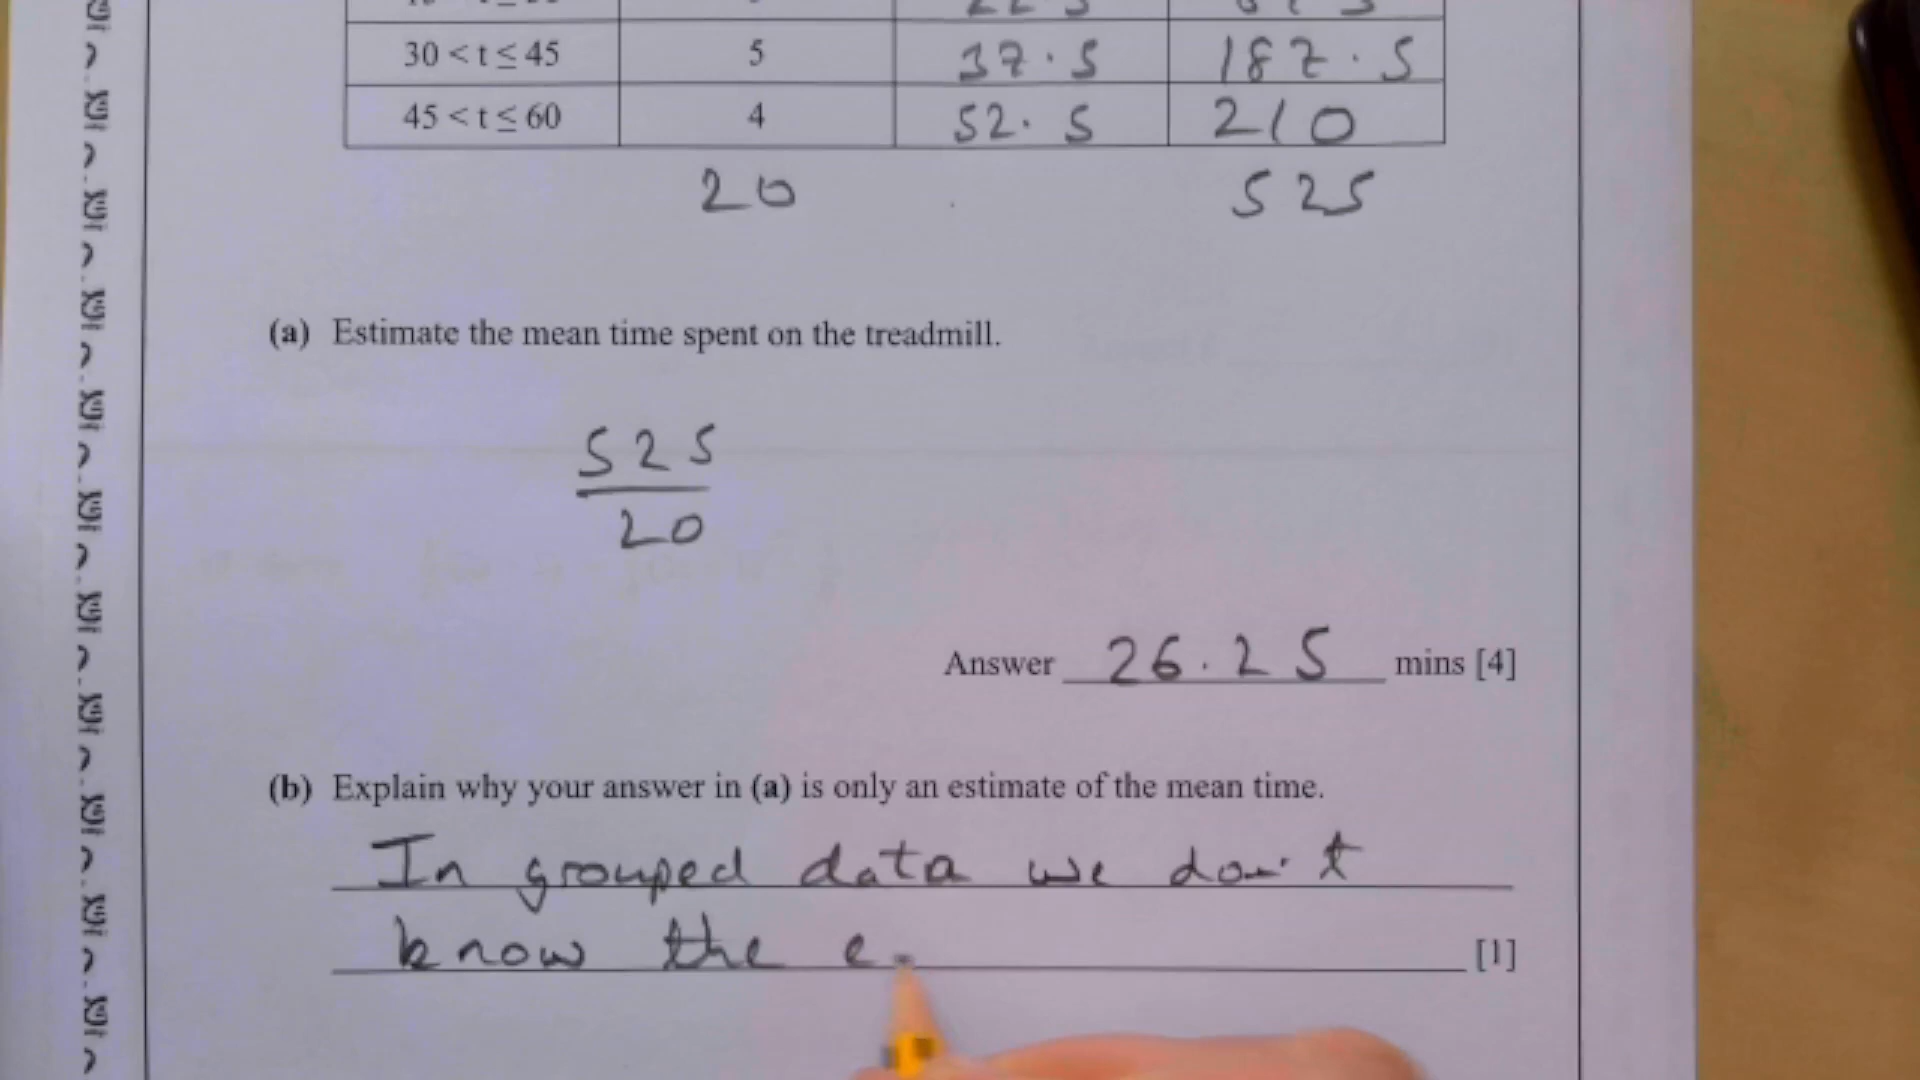 30 < t ≤ 45 5 37.5 187.5
45 < t ≤ 60 4 52.5 210
20 525
(a) Estimate the mean time spent on the treadmill.
525
20
Answer 26.25 mins [4]
(b) Explain why your answer in (a) is only an estimate of the mean time.
In grouped data we don't
know the e
[1]